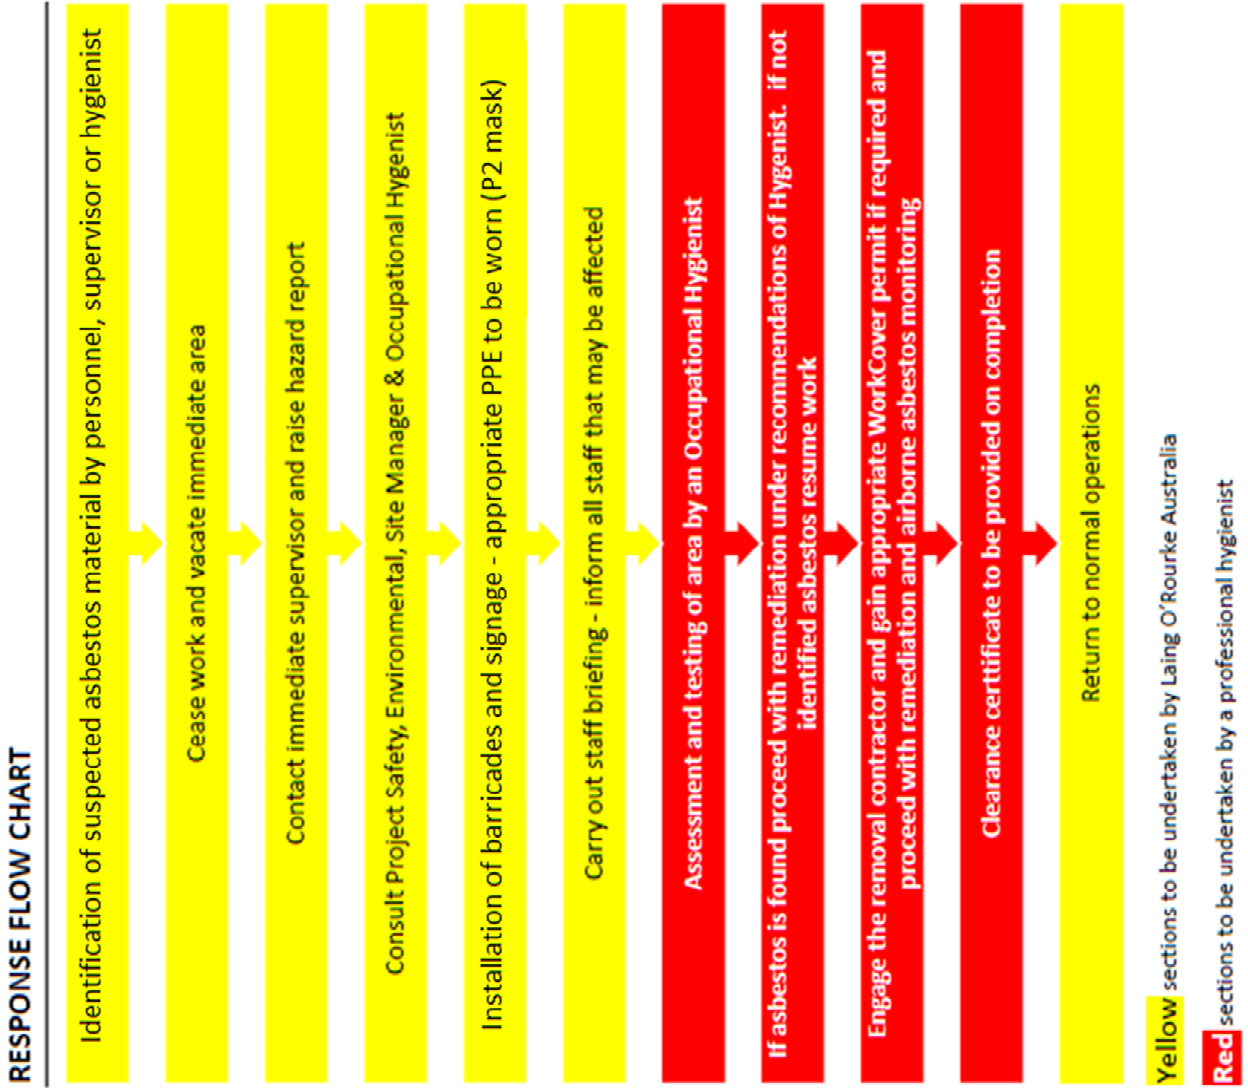 RESPONSE FLOW CHART
Identification of suspected asbestos material by personnel, supervisor or hygienist
Cease work and vacate immediate area
Contact immediate supervisor and raise hazard report
Consult Project Safety, Environmental, Site Manager & Occupational Hygenist
Installation of barricades and signage - appropriate PPE to be worn (P2 mask)
Carry out staff briefing - inform all staff that may be affected
Assessment and testing of area by an Occupational Hygienist
If asbestos is found proceed with remediation under recommendations of Hygenist. if not
identified asbestos resume work
Engage the removal contractor and gain appropriate WorkCover permit if required and
proceed with remediation and airborne asbestos monitoring
Clearance certificate to be provided on completion
Return to normal operations
Yellow sections to be undertaken by Laing O'Rourke Australia
Red sections to be undertaken by a professional hygienist